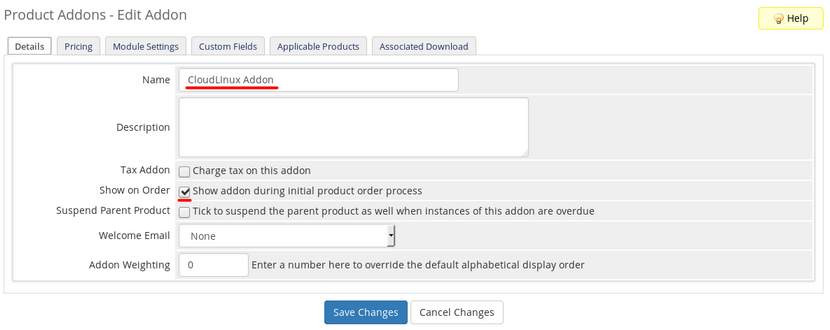 Product Addons - Edit Addon
Help
Details Pricing Module Settings Custom Fields Applicable Products Associated Download
Name CloudLInux Addon
Description
Tax Addon Charge tax on this addon
Show on Order Show addon during initial product order process
Suspend Parent Product Tick to suspend the parent product as well when instances of this addon are overdue
Welcome Email None
Addon Weighting 0 Enter a number here to override the default alphabetical display order
Save Changes Cancel Changes